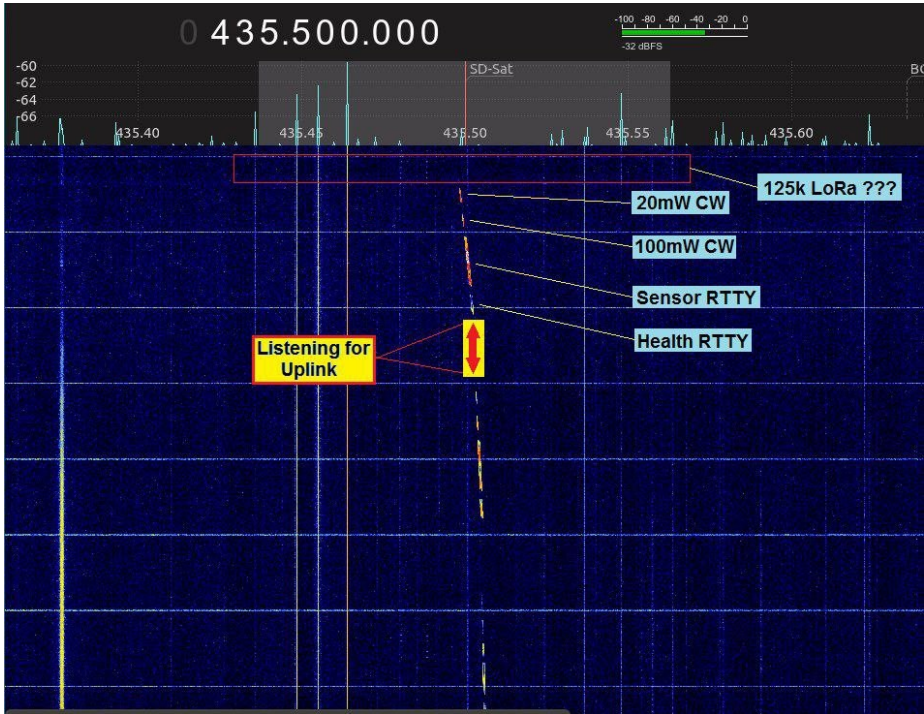 0 435.500.000
-100 -80 -60 -40 -20 0
-32 dBFS
-60
-62
-64
-66
SD-Sat
BC
435.40
435.45
435.50
435.55
435.60
125k LoRa ???
20mW CW
100mW CW
Sensor RTTY
Health RTTY
Listening for
Uplink